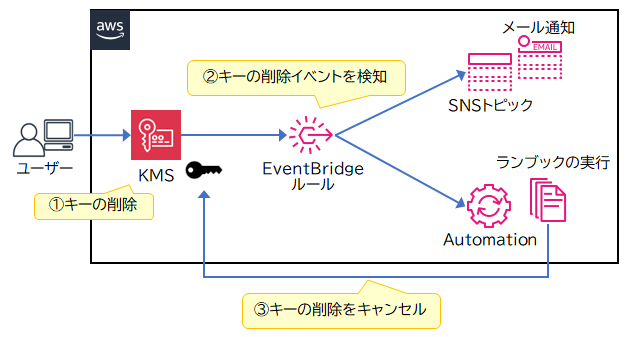 aws
メール通知
EMAIL
②キーの削除イベントを検知
SNSトピック
ユーザー
KMS
EventBridge
ルール
ランブックの実行
①キーの削除
Automation
③キーの削除をキャンセル